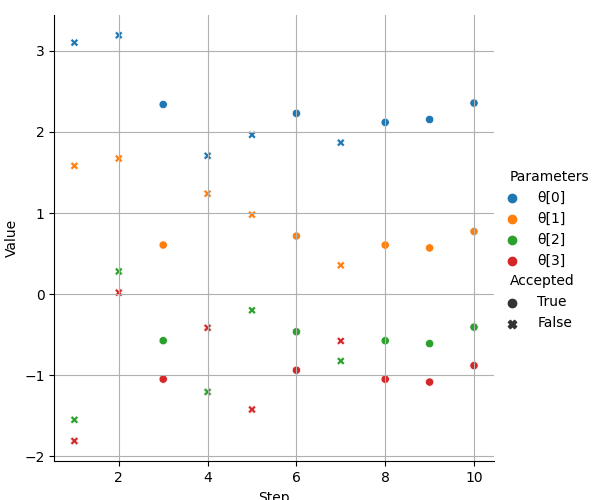 3
2
1
0
−1
−2
Value
2
4
6
8
10
Step
Parameters
θ[0]
θ[1]
θ[2]
θ[3]
Accepted
True
False